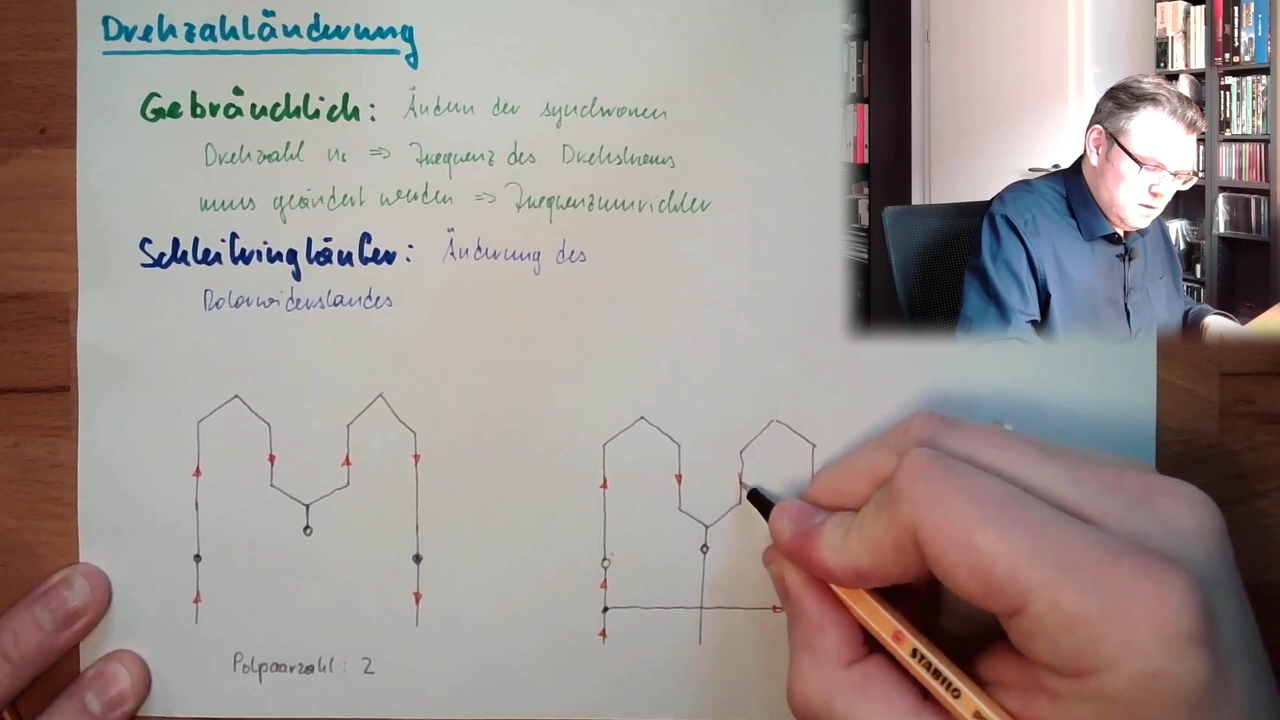 Drehzahländerung
Gebräuchlich: Ändern der synchronen
Drehzahl n₁ => Frequenz des Drehstroms
muss geändert werden => Frequenzumrichter
Schleifringläufer: Änderung des
Rotorwiderstandes
Polpaarzahl: 2
STABILO